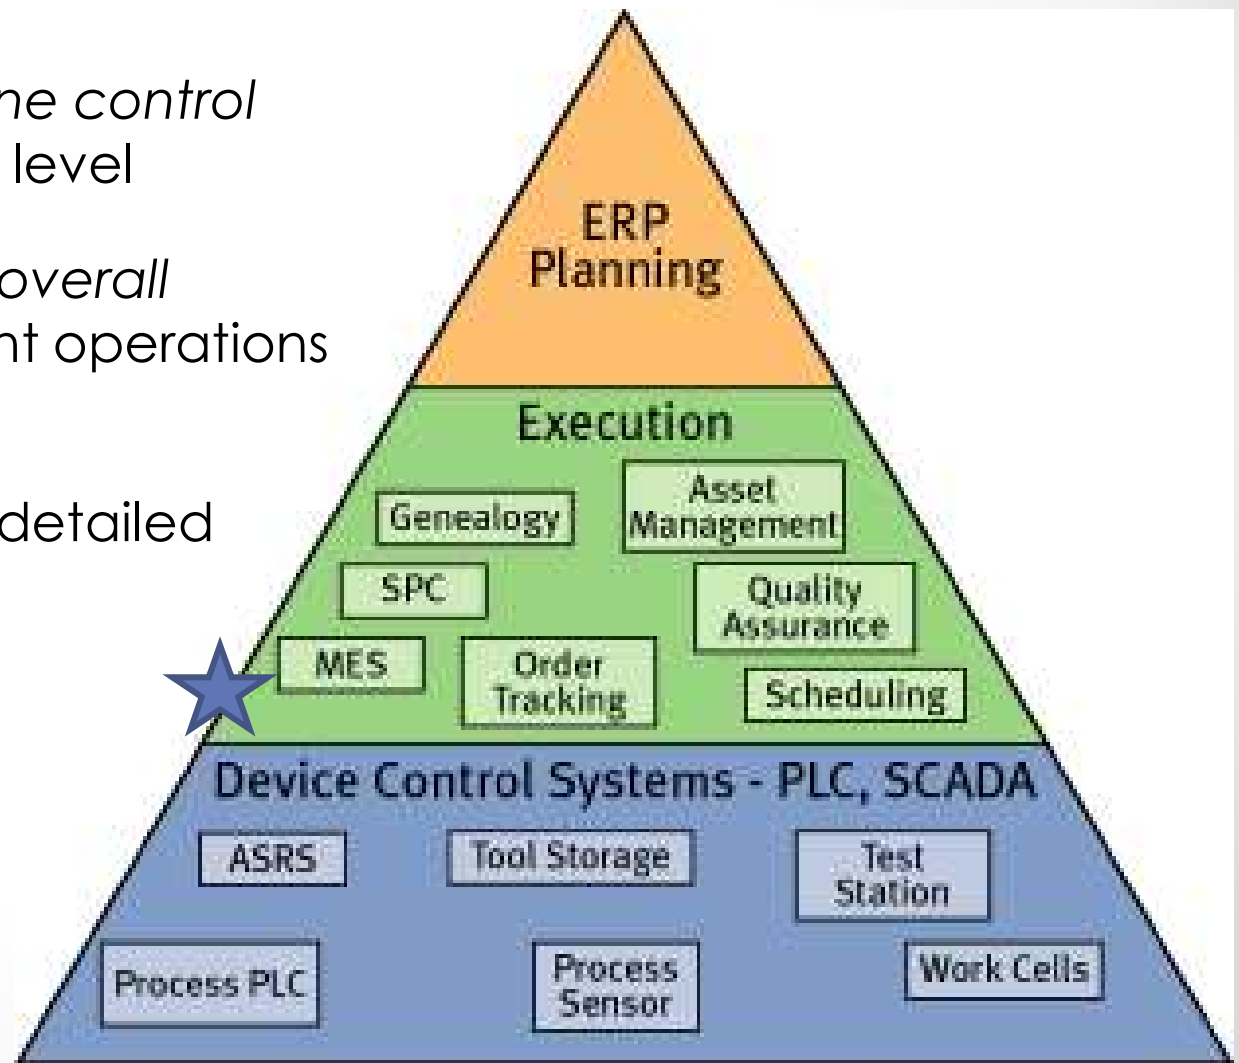 ne control
level
overall
nt operations
detailed
ERP
Planning
Execution
Genealogy
Asset
Management
SPC
Quality
Assurance
MES
Order
Tracking
Scheduling
Device Control Systems - PLC, SCADA
ASRS
Tool Storage
Test
Station
Process PLC
Process
Sensor
Work Cells